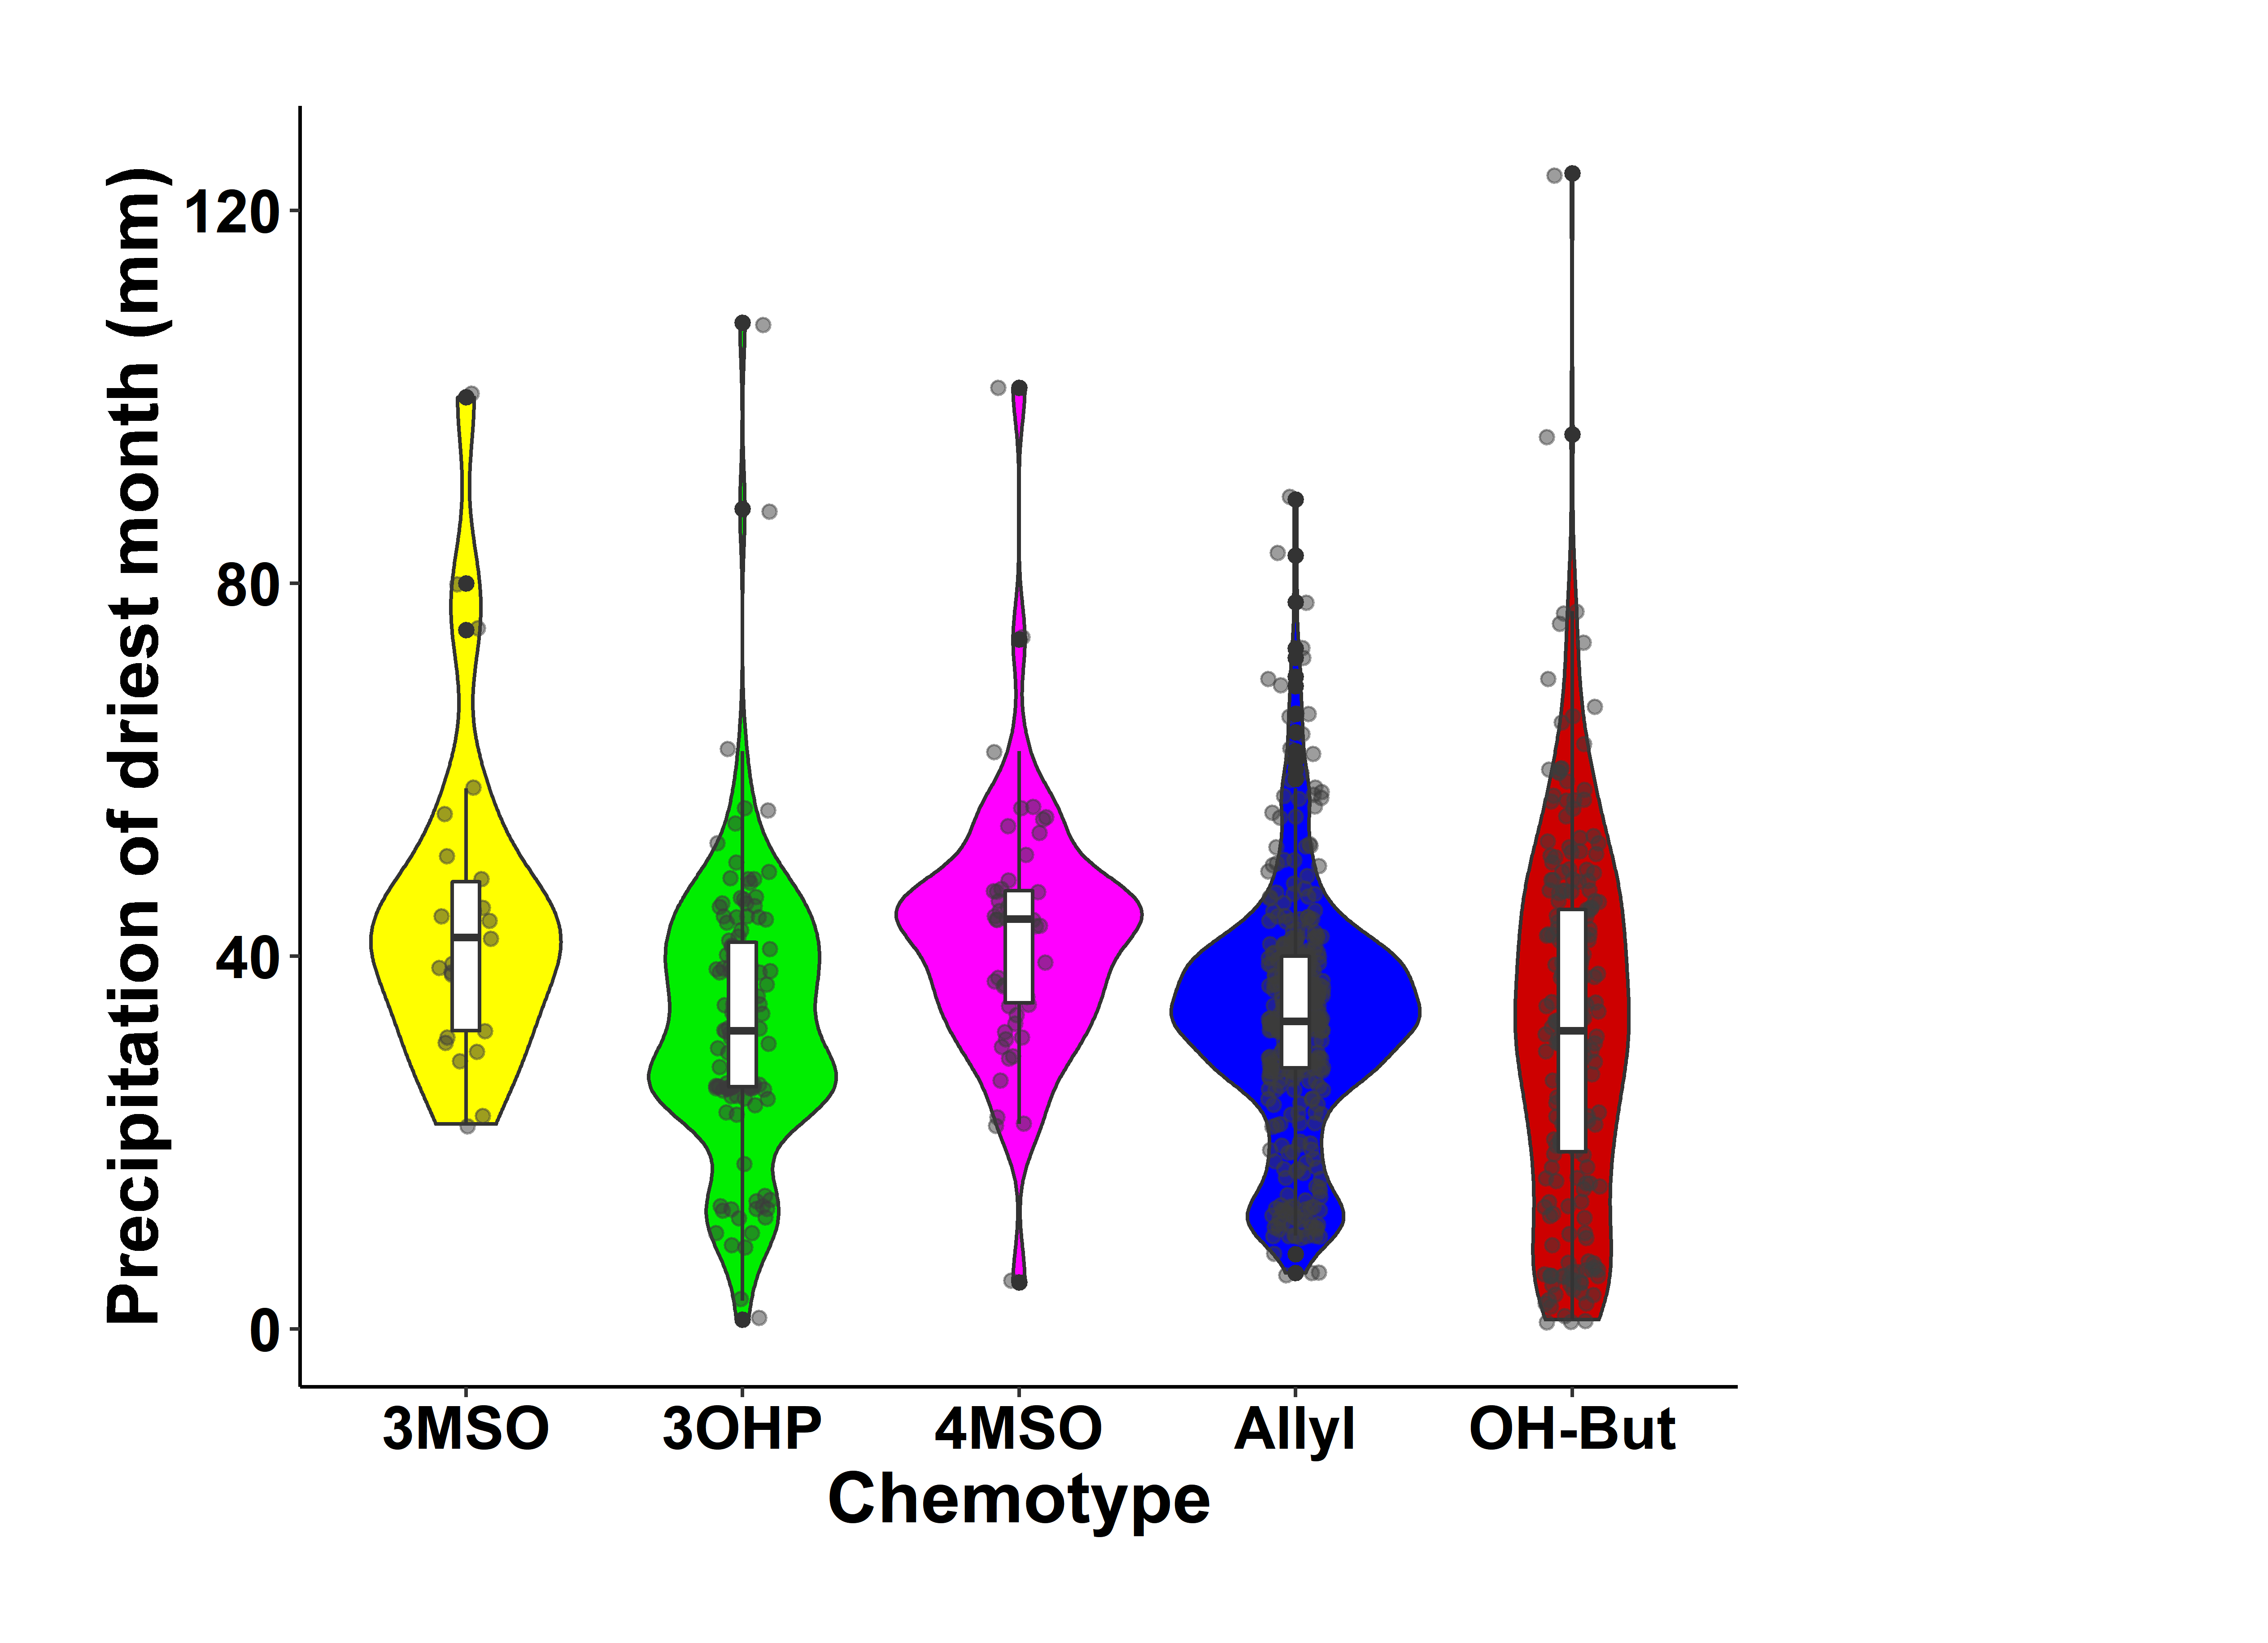 Precipitation of driest month (mm)
120
80
40
0
3MSO 3OHP 4MSO Allyl OH-But
Chemotype